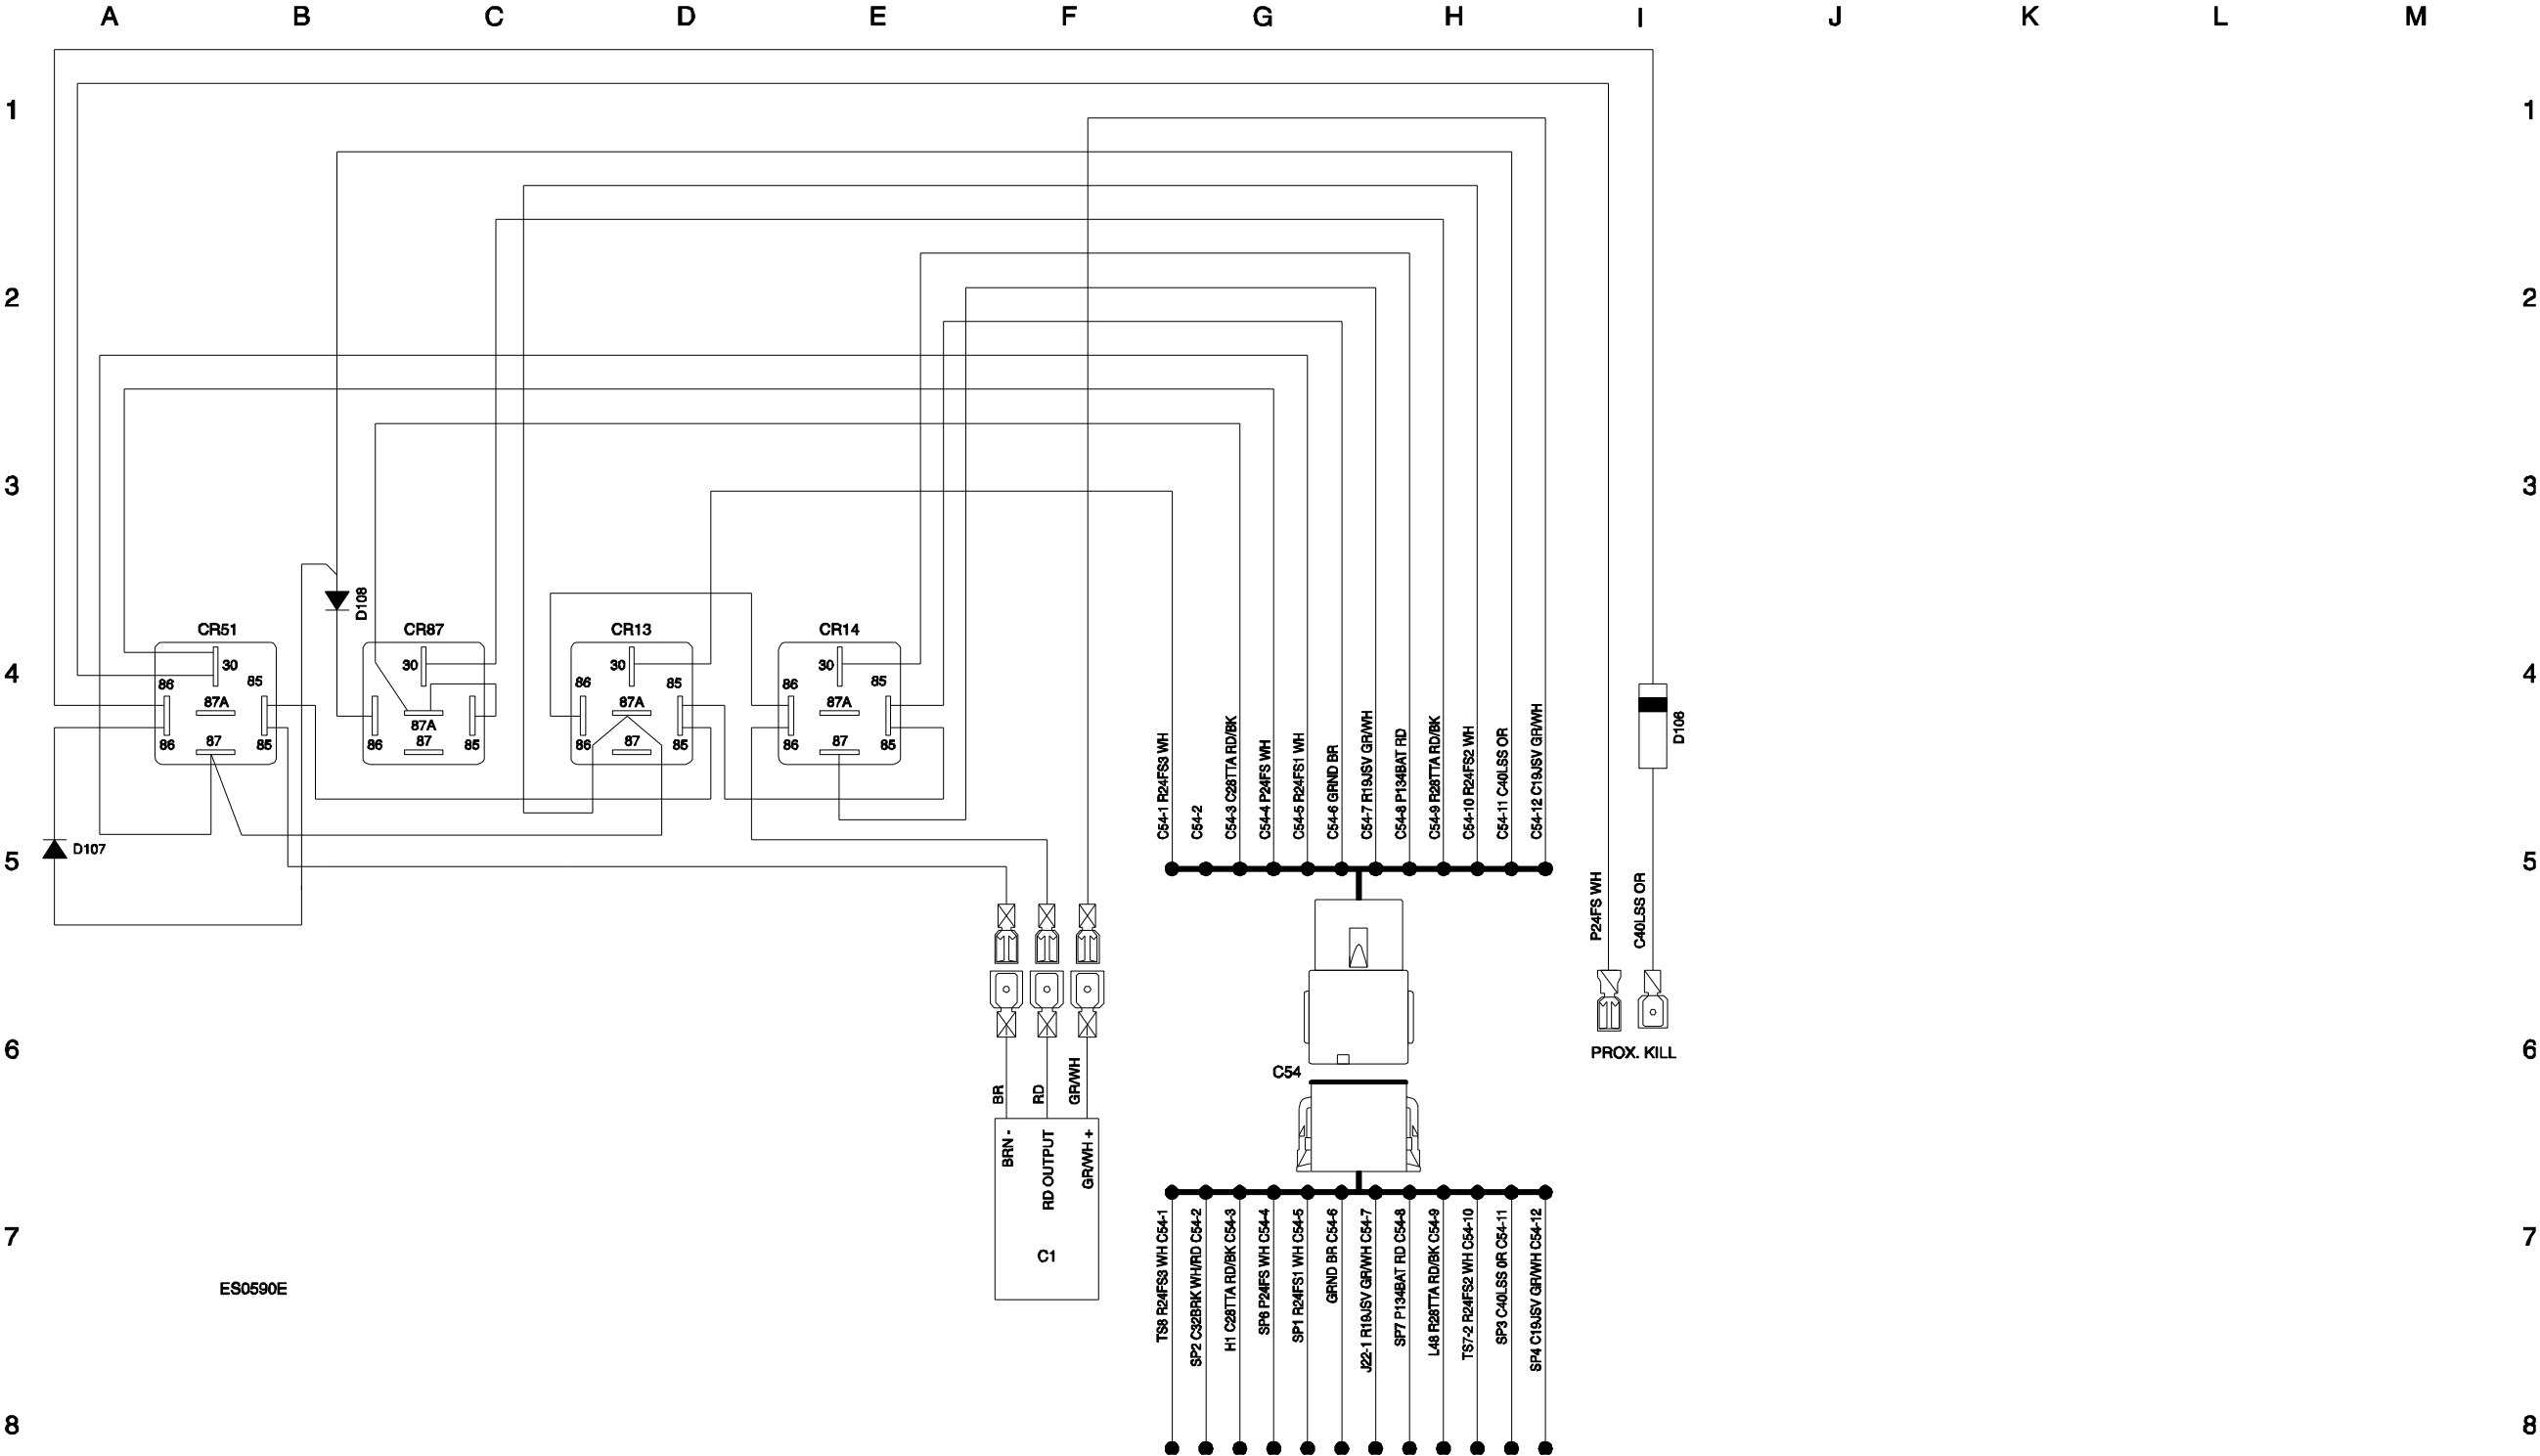 A B C D E F G H I J K L M
1 1
2 2
3 3
4 4
5 5
6 6
7 7
8 8
D108
CR51 CR87 CR13 CR14
30 30 30 30
86 85 86 85 86 85
87A 87A 87A
87A
86 87 85 86 87 85 86 87 85 86 87 85
D107
D106
C54-1 R24FS3 WH
C54-2
C54-3 C28TTA RD/BK
C54-4 P24FS WH
C54-5 R24FS1 WH
C54-6 GRND BR
C54-7 R19JSV GR/WH
C54-8 P134BAT RD
C54-9 R28TTA RD/BK
C54-10 R24FS2 WH
C54-11 C40LSS OR
C54-12 C19JSV GR/WH
P24FS WH
C40LSS OR
PROX. KILL
C54
BR
RD
GR/WH
BRN -
RD OUTPUT
GR/WH +
C1
TS8 R24FS3 WH C54-1
SP2 C32BRK WH/RD C54-2
H1 C28TTA RD/BK C54-3
SP6 P24FS WH C54-4
SP1 R24FS1 WH C54-5
GRND BR C54-6
J22-1 R19JSV GR/WH C54-7
SP7 P134BAT RD C54-8
L48 R28TTA RD/BK C54-9
TS7-2 R24FS2 WH C54-10
SP3 C40LSS 0R C54-11
SP4 C19JSV GR/WH C54-12
ES0590E